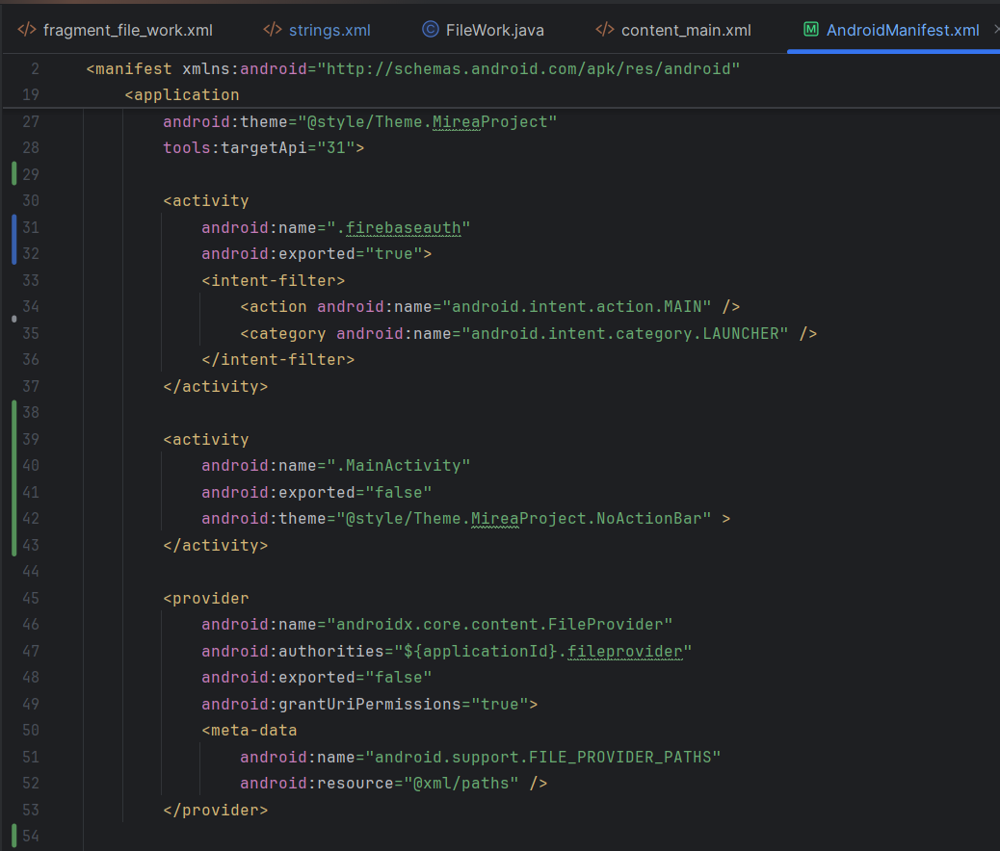 fragment_file_work.xml strings.xml FileWork.java content_main.xml AndroidManifest.xml
2 <manifest xmlns:android="http://schemas.android.com/apk/res/android"
19 <application
27 android:theme="@style/Theme.MireaProject"
28 tools:targetApi="31">
29
30 <activity
31 android:name=".firebaseauth"
32 android:exported="true">
33 <intent-filter>
34 <action android:name="android.intent.action.MAIN" />
35 <category android:name="android.intent.category.LAUNCHER" />
36 </intent-filter>
37 </activity>
38
39 <activity
40 android:name=".MainActivity"
41 android:exported="false"
42 android:theme="@style/Theme.MireaProject.NoActionBar" >
43 </activity>
44
45 <provider
46 android:name="androidx.core.content.FileProvider"
47 android:authorities="${applicationId}.fileprovider"
48 android:exported="false"
49 android:grantUriPermissions="true">
50 <meta-data
51 android:name="android.support.FILE_PROVIDER_PATHS"
52 android:resource="@xml/paths" />
53 </provider>
54